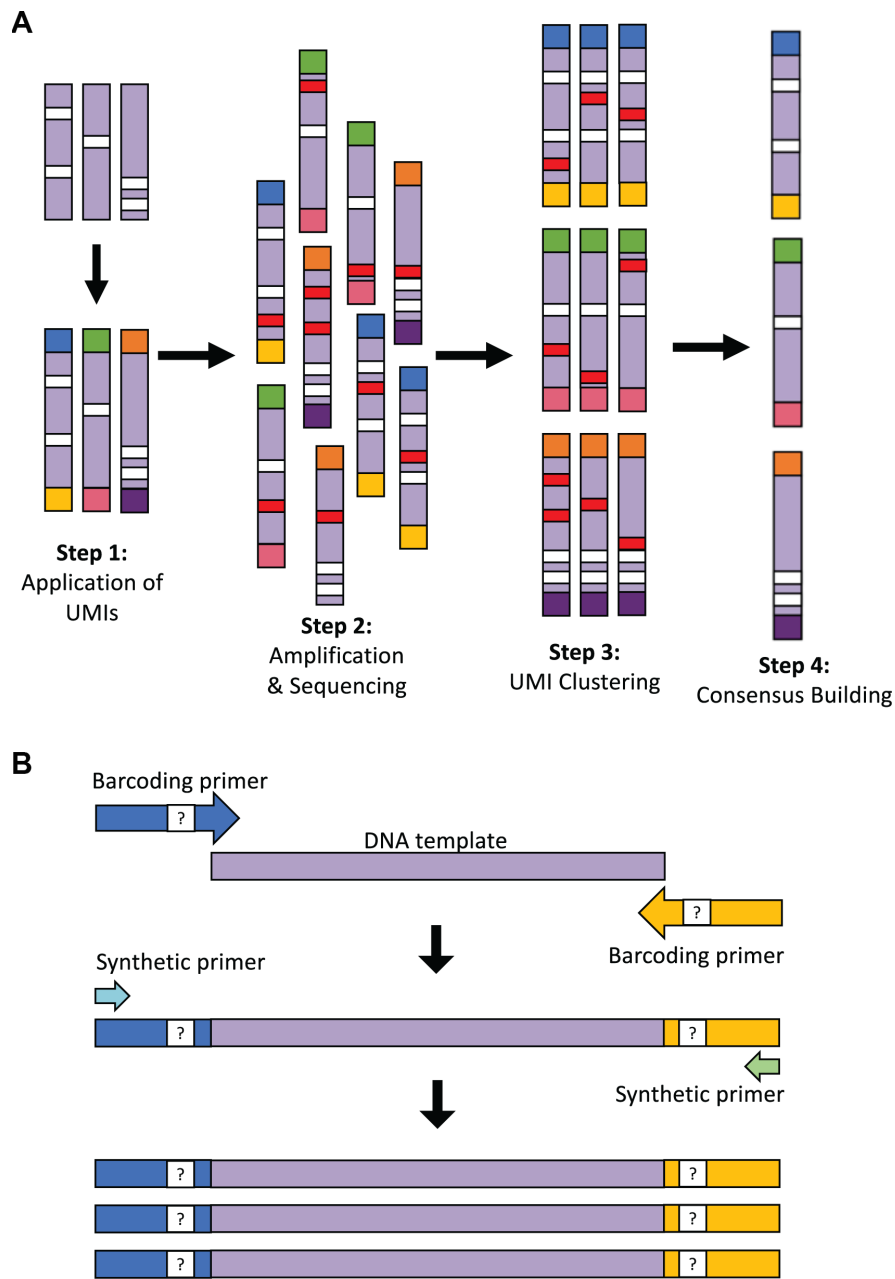 A
Step 1:
Application of
UMIs
Step 2:
Amplification
& Sequencing
Step 3:
UMI Clustering
Step 4:
Consensus Building
B
Barcoding primer
?
DNA template
?
Barcoding primer
Synthetic primer
? ?
Synthetic primer
? ?
? ?
? ?